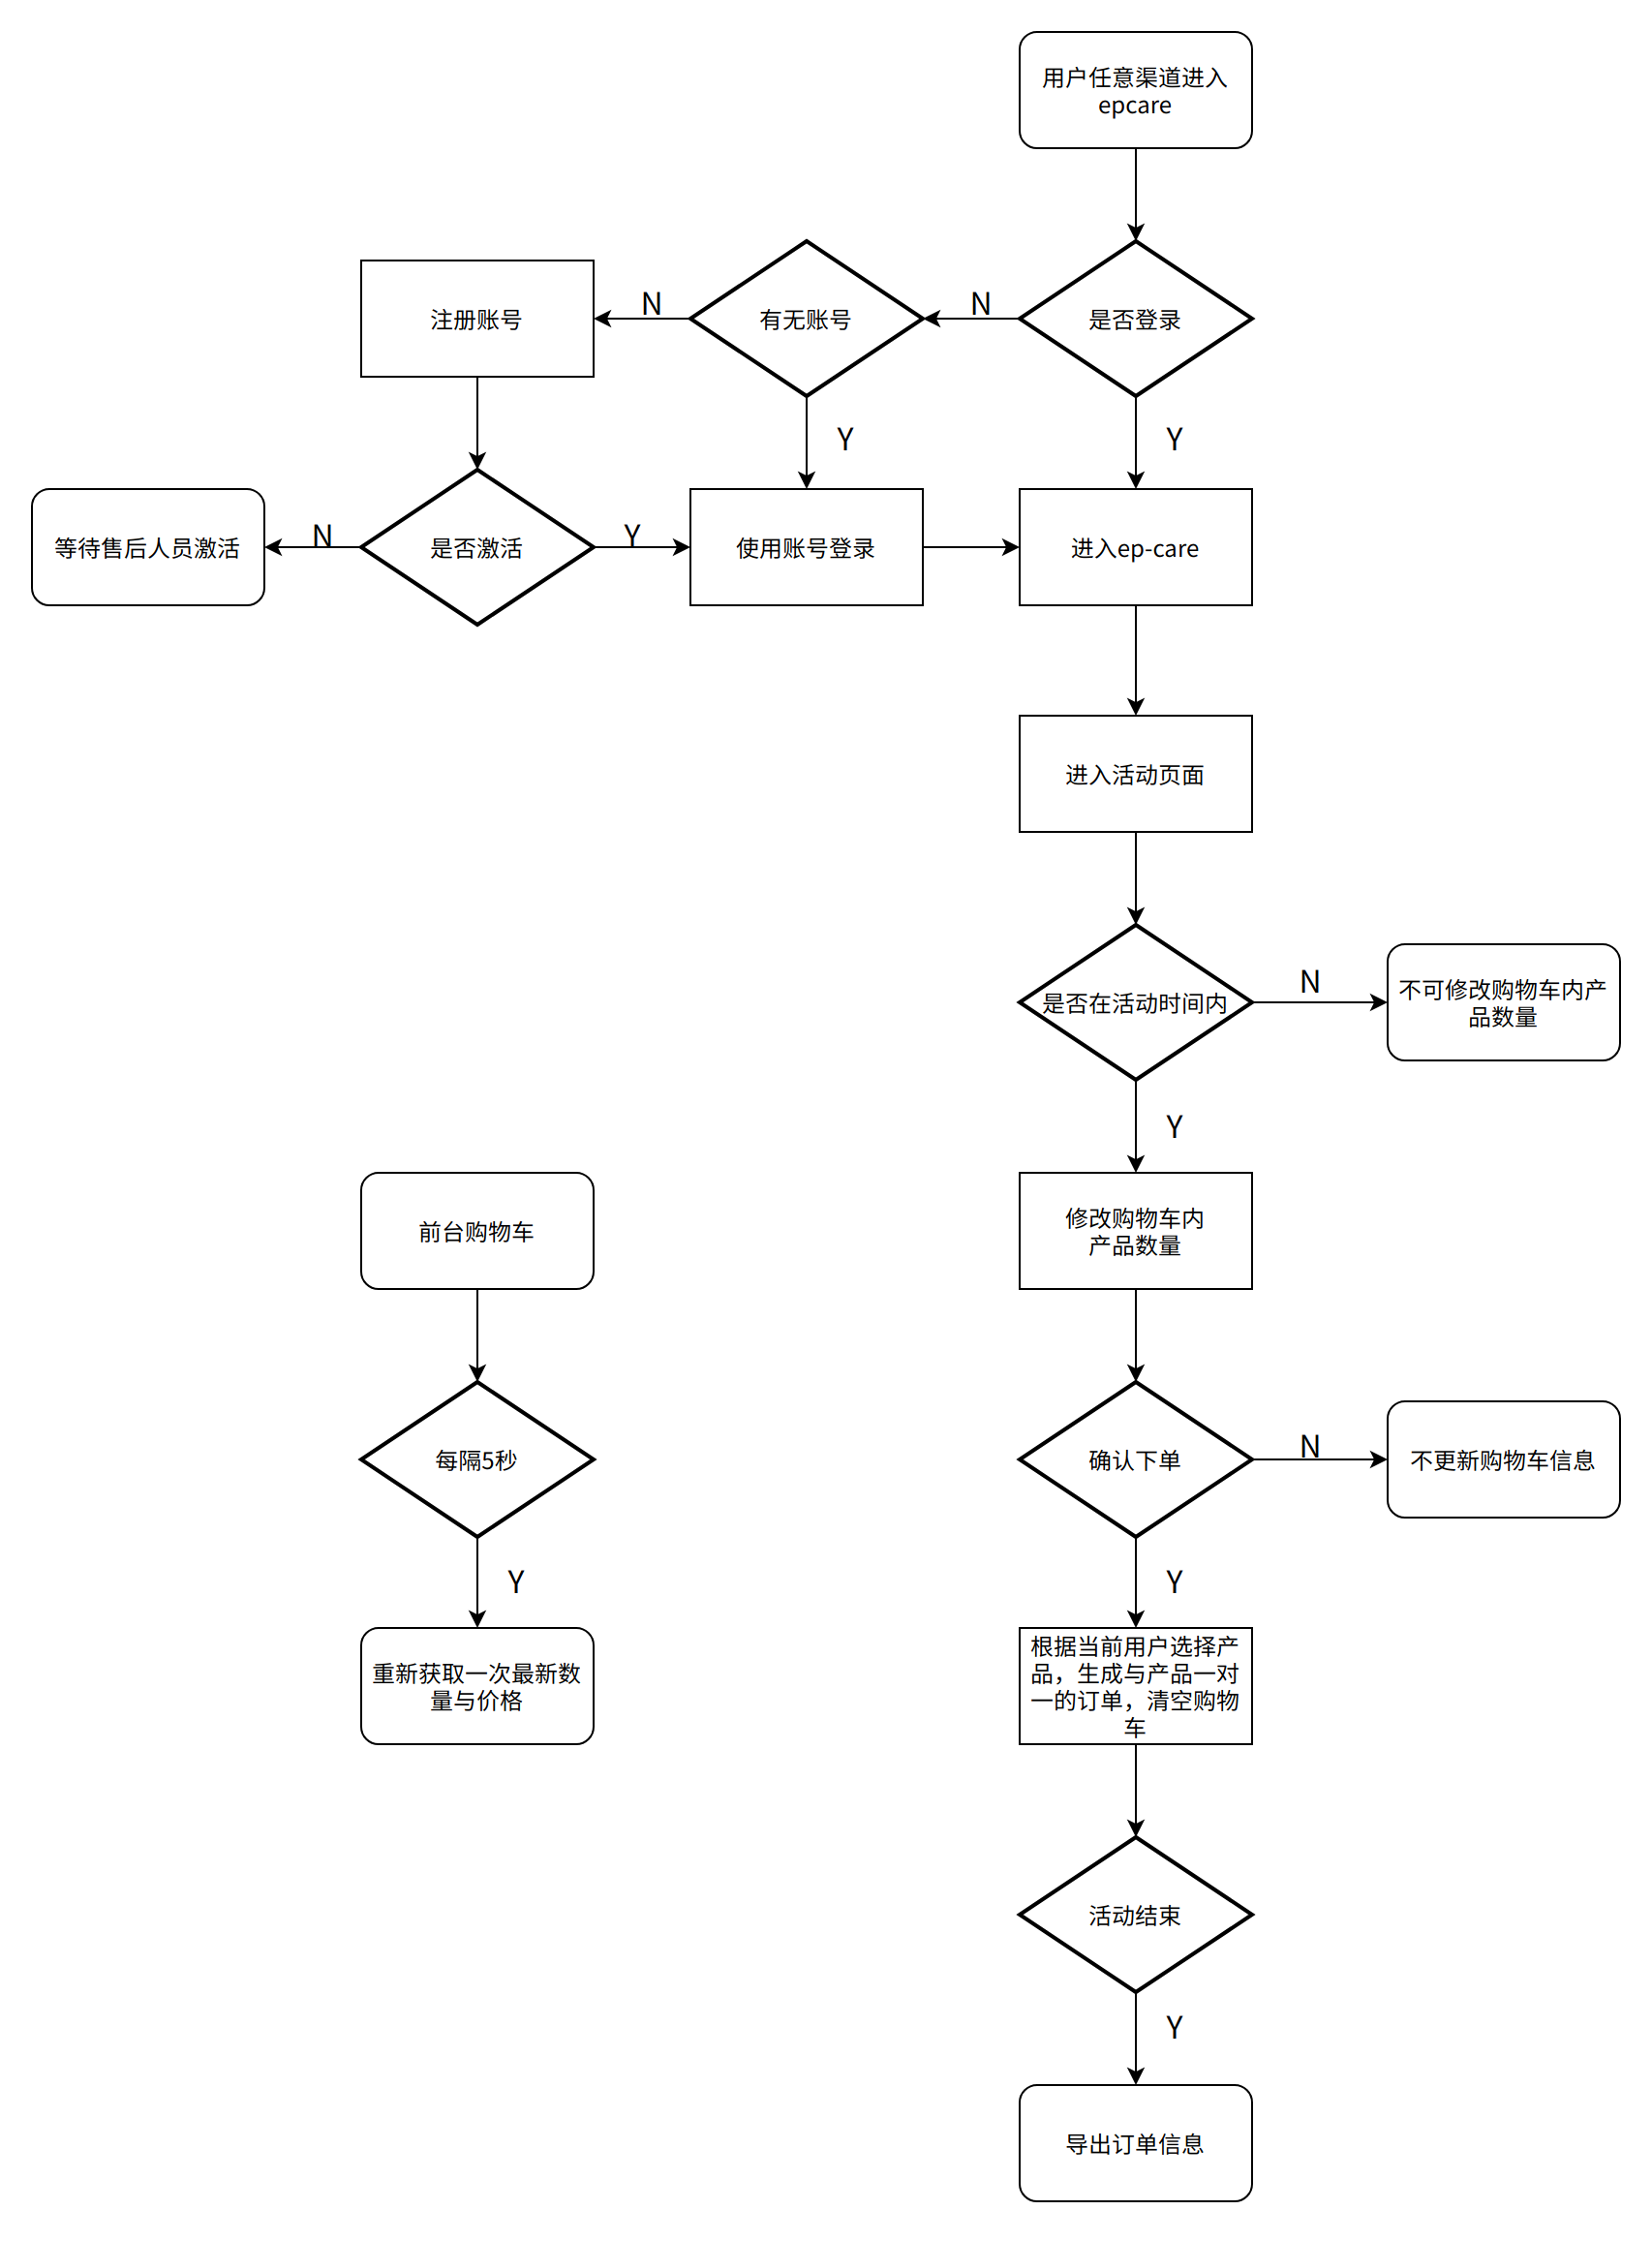 用户任意渠道进入
epcare
注册账号
N
有无账号
N
是否登录
Y
Y
等待售后人员激活
N
是否激活
Y
使用账号登录
进入ep-care
进入活动页面
是否在活动时间内
N
不可修改购物车内产
品数量
Y
前台购物车
修改购物车内
产品数量
每隔5秒
确认下单
N
不更新购物车信息
Y
Y
重新获取一次最新数
量与价格
根据当前用户选择产
品，生成与产品一对
一的订单，清空购物
车
活动结束
Y
导出订单信息